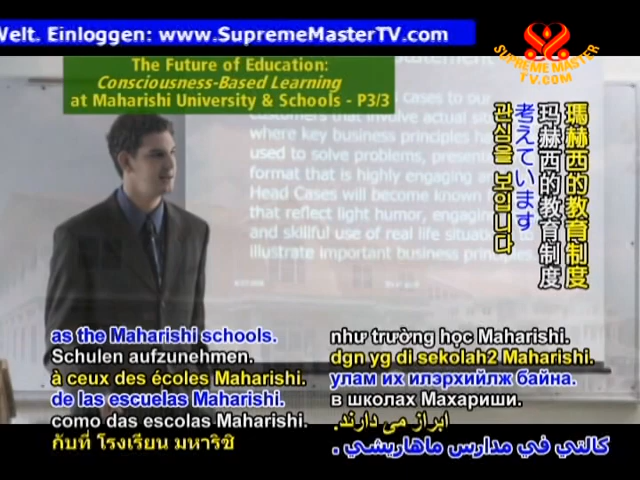 Welt. Einloggen: www.SupremeMasterTV.com
SUPREME MASTER
TV.COM
The Future of Education:
Consciousness-Based Learning
at Maharishi University & Schools - P3/3
cases to our
customers that involve actual
where key business principles ha
used to solve problems, present
format that is highly engaging a
Head Cases will become known
that reflect light humor, engagin
and skillful use of real life situatio
illustrate important business princip
瑪赫西的教育制度
玛赫西的教育制度
考えています
관심을 보입니다
as the Maharishi schools.
Schulen aufzunehmen.
à ceux des écoles Maharishi.
de las escuelas Maharishi.
como das escolas Maharishi.
กับที่ โรงเรียน มหาริชิ
như trường học Maharishi.
dgn yg di sekolah2 Maharishi.
улам их илэрхийлж байна.
в школах Махариши.
ابراز می دارند.
كالتي في مدارس ماهاريشي .